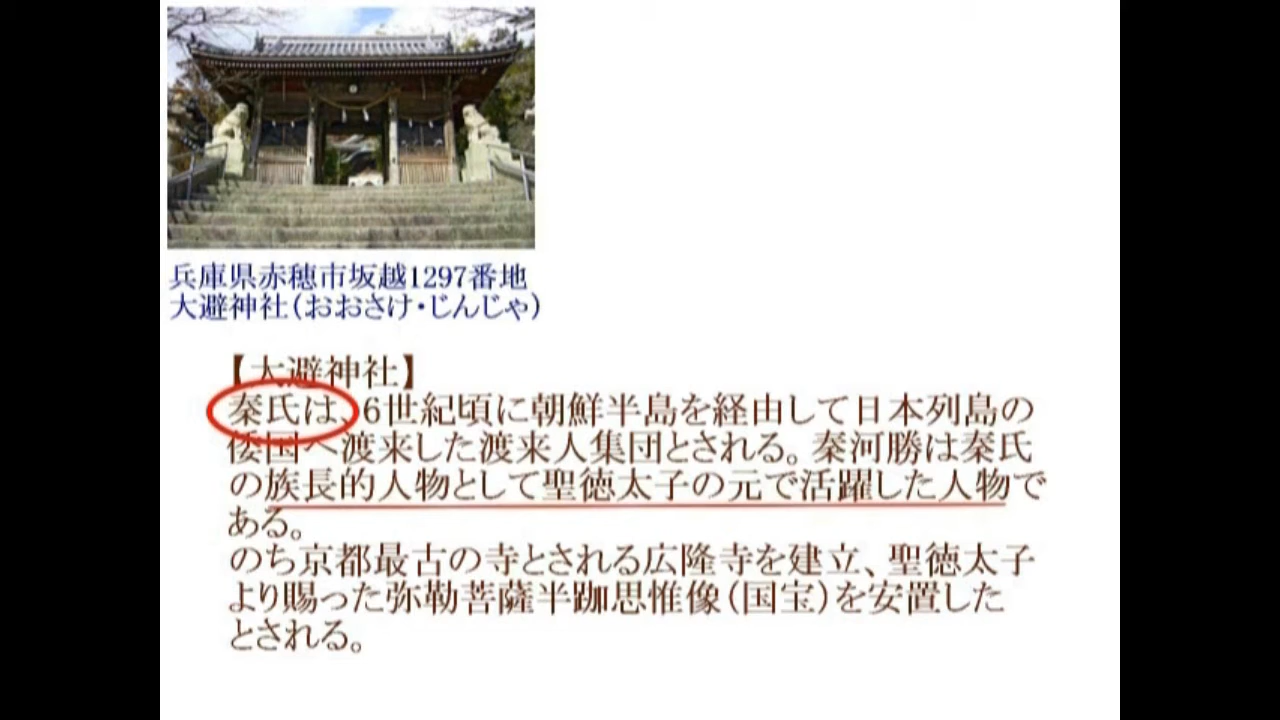 兵庫県赤穂市坂越1297番地
大避神社(おおさけ・じんじゃ)
【大避神社】
秦氏は、6世紀頃に朝鮮半島を経由して日本列島の
倭国へ渡来した渡来人集団とされる。秦河勝は秦氏
の族長的人物として聖徳太子の元で活躍した人物で
ある。
のち京都最古の寺とされる広隆寺を建立、聖徳太子
より賜った弥勒菩薩半跏思惟像(国宝)を安置した
とされる。